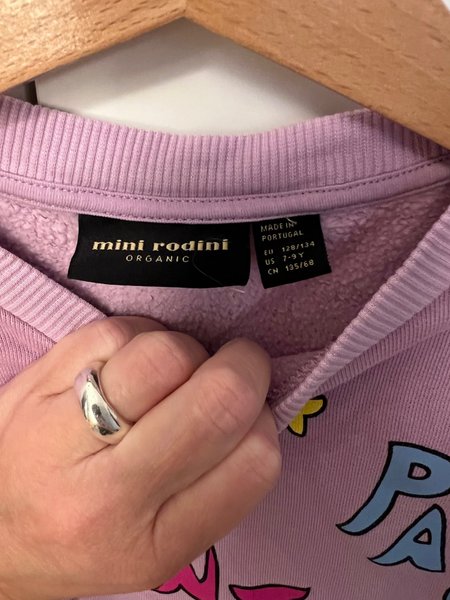 mini rodini
ORGANIC
MADE IN
PORTUGAL
EU 128/134
US 7-9 Y
CN 135/68
PA